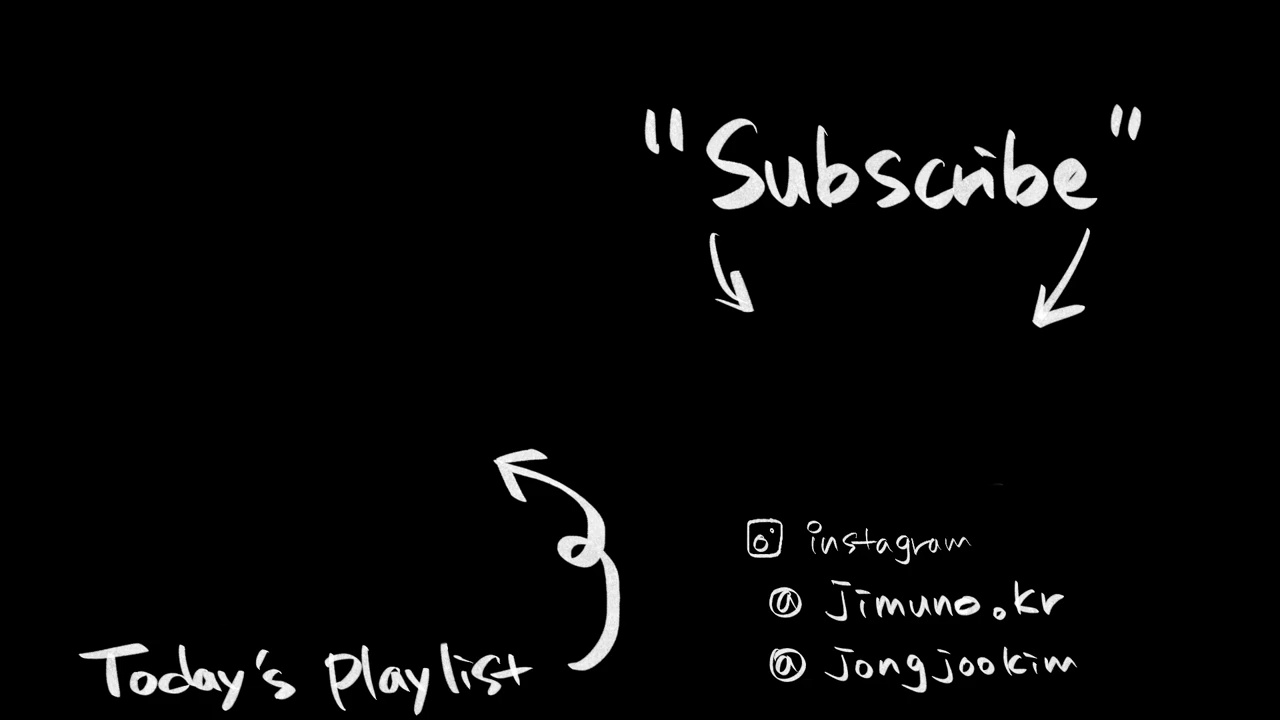 "Subscribe"
instagram
@ jimuno.kr
@ jongjookim
Today's playlist